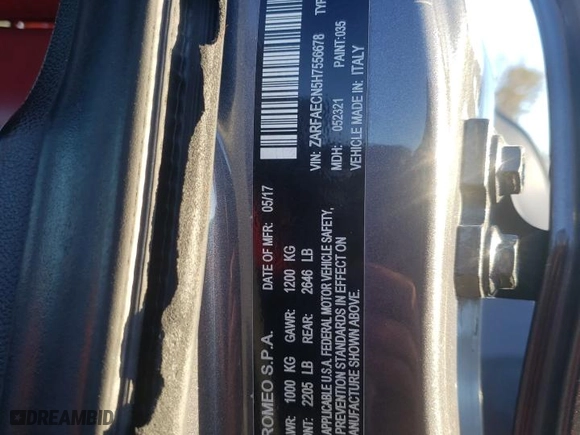 ROMEO S.P.A. DATE OF MFR: 05/17
GAWR: 1200 KG
1000 KG
2205 LB REAR: 2646 LB
APPLICABLE U.S.A. FEDERAL MOTOR VEHICLE SAFETY,
PREVENTION STANDARDS IN EFFECT ON
MANUFACTURE SHOWN ABOVE.
VIN: ZARFAECN5H7556678
MDH: 052321 PAINT:035
VEHICLE MADE IN: ITALY
DREAMBID